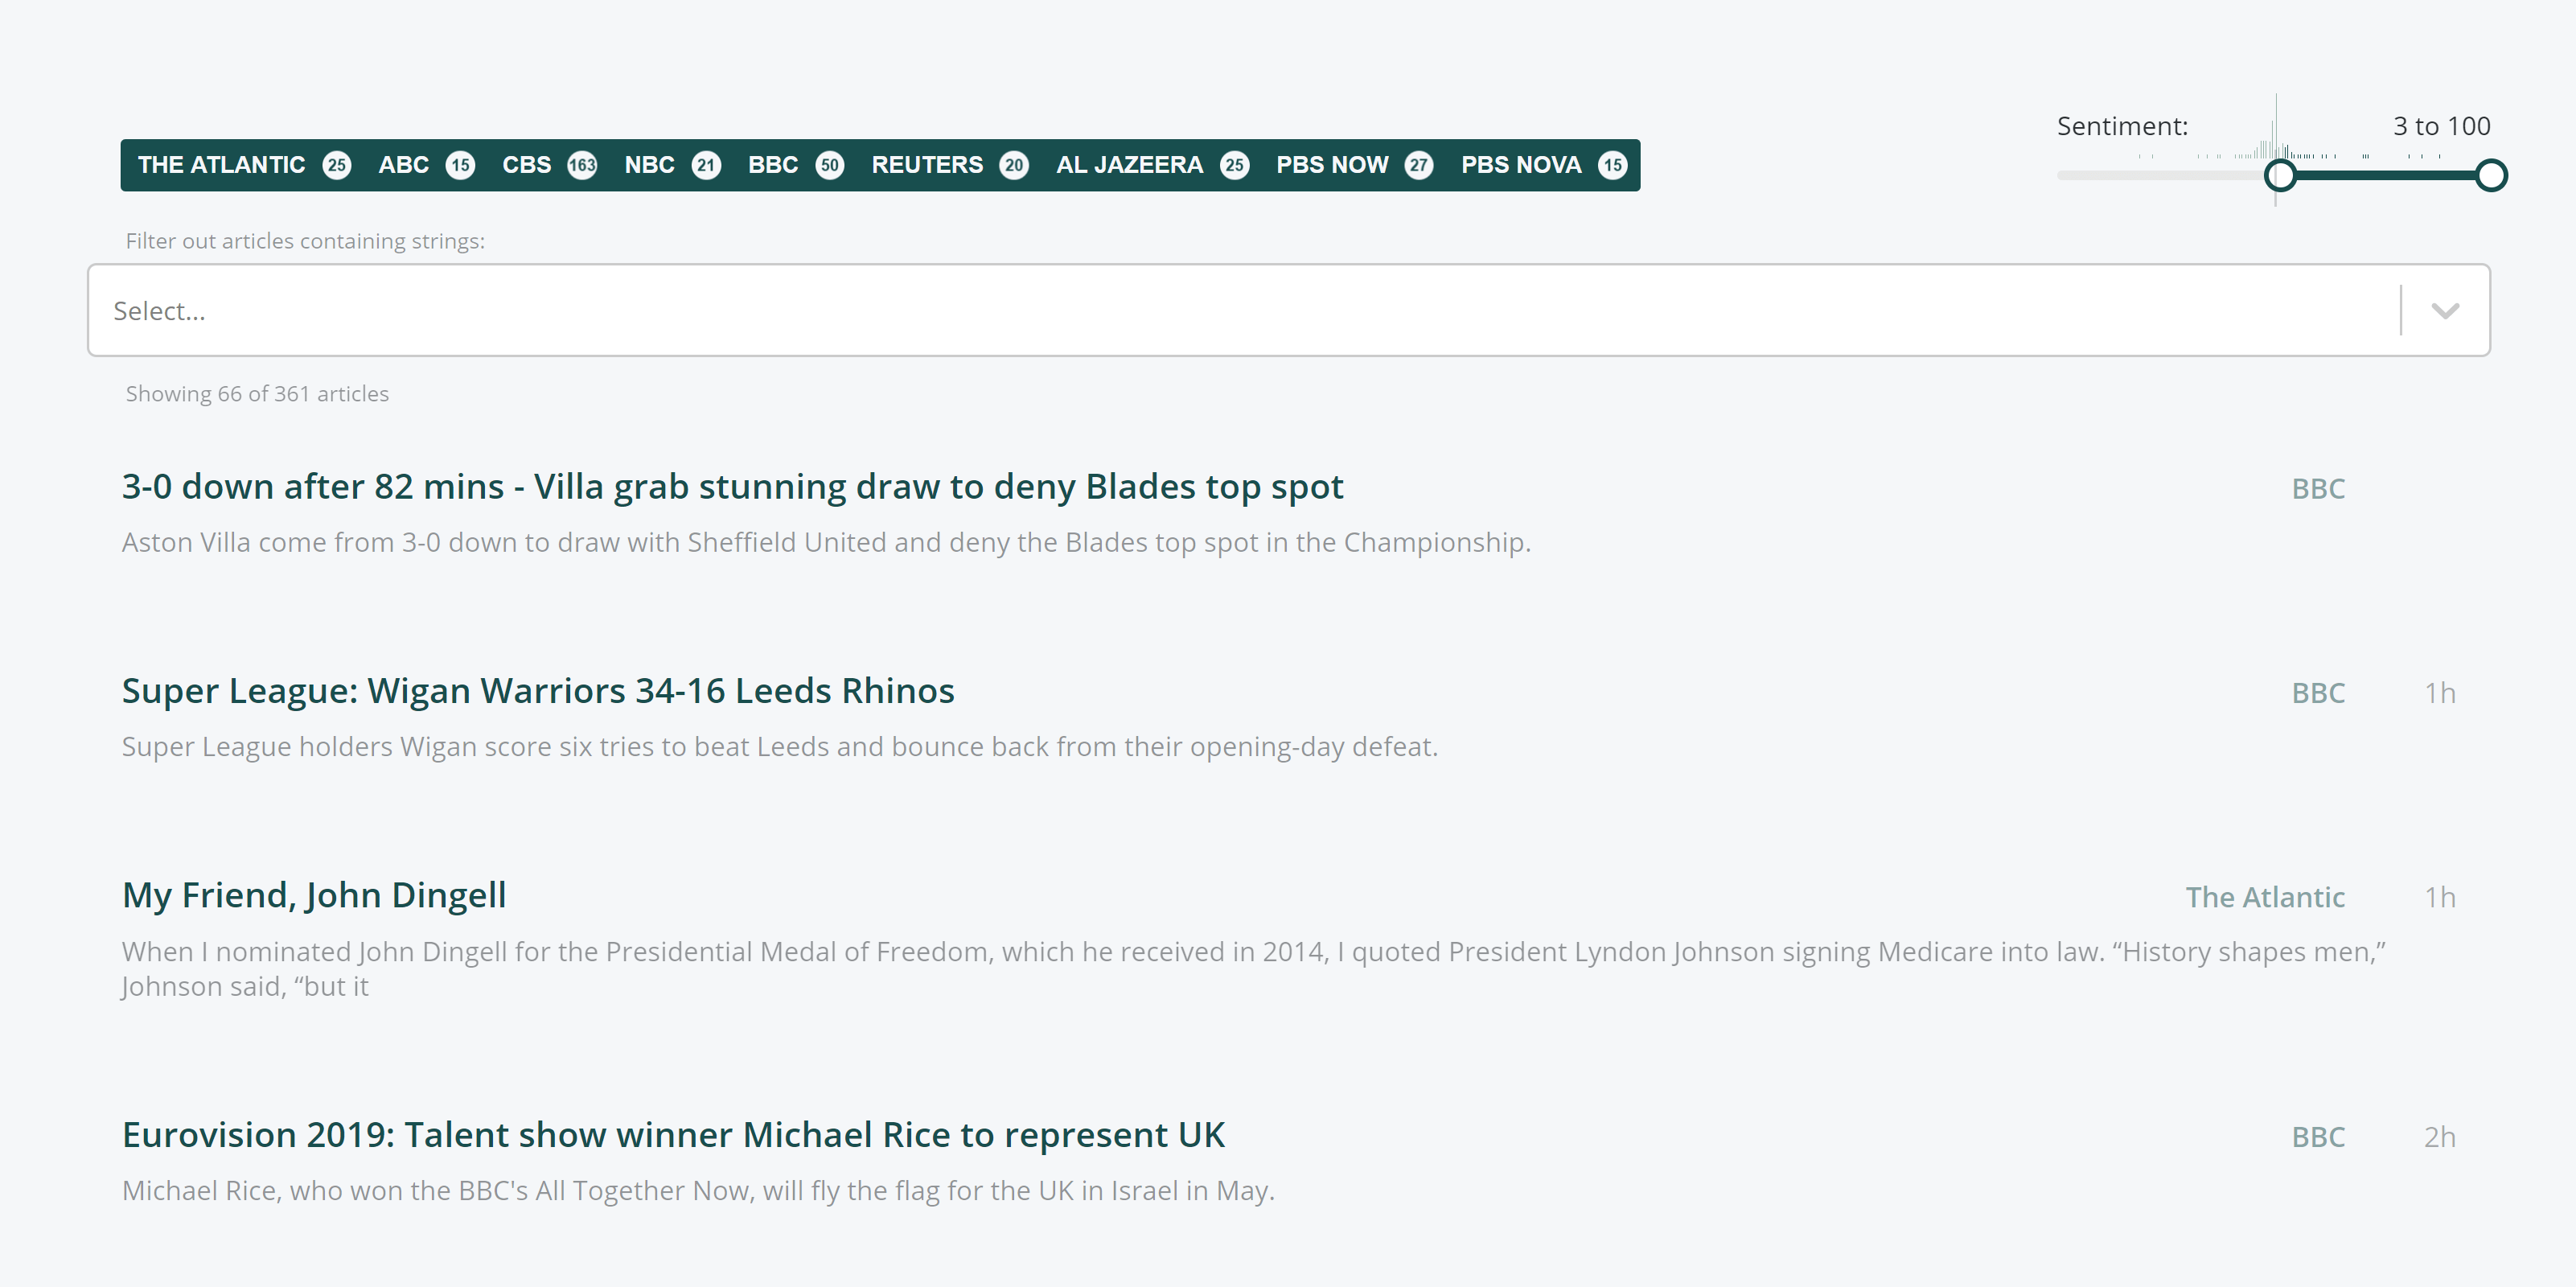 Sentiment: 3 to 100
THE ATLANTIC 25 ABC 15 CBS 163 NBC 21 BBC 50 REUTERS 20 AL JAZEERA 25 PBS NOW 27 PBS NOVA 15
Filter out articles containing strings:
Select...
Showing 66 of 361 articles
3-0 down after 82 mins - Villa grab stunning draw to deny Blades top spot BBC
Aston Villa come from 3-0 down to draw with Sheffield United and deny the Blades top spot in the Championship.
Super League: Wigan Warriors 34-16 Leeds Rhinos BBC 1h
Super League holders Wigan score six tries to beat Leeds and bounce back from their opening-day defeat.
My Friend, John Dingell The Atlantic 1h
When I nominated John Dingell for the Presidential Medal of Freedom, which he received in 2014, I quoted President Lyndon Johnson signing Medicare into law. “History shapes men,”
Johnson said, “but it
Eurovision 2019: Talent show winner Michael Rice to represent UK BBC 2h
Michael Rice, who won the BBC's All Together Now, will fly the flag for the UK in Israel in May.